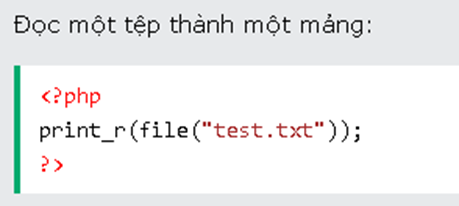 Đọc một tệp thành một mảng:
<?php
print_r(file("test.txt"));
?>